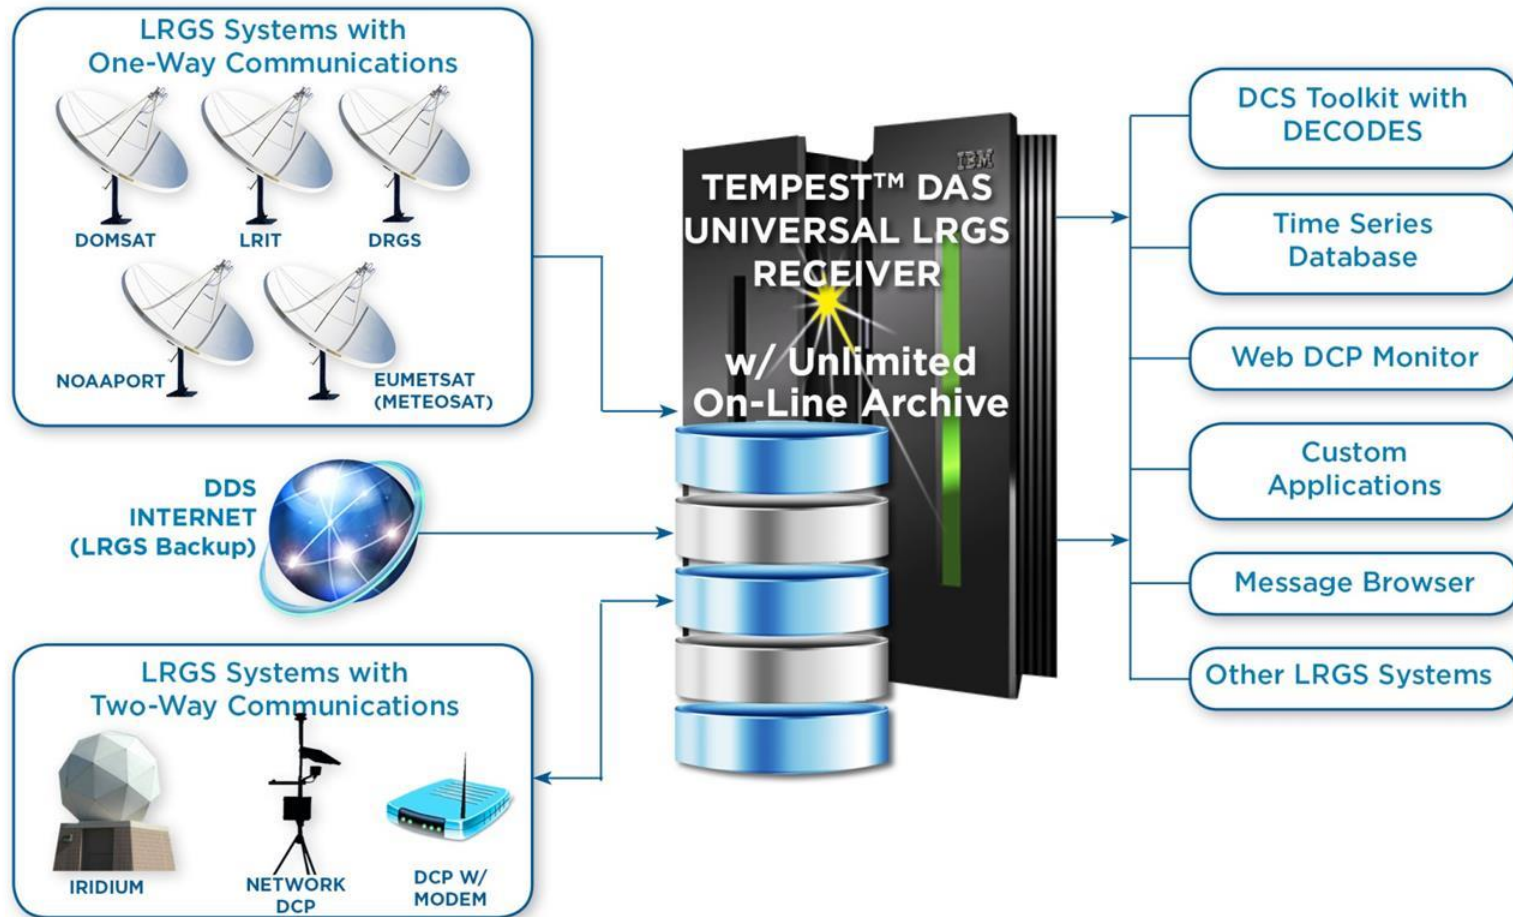 LRGS Systems with
One-Way Communications
DOMSAT
LRIT
DRGS
NOAAPORT
EUMETSAT
(METEOSAT)
DDS
INTERNET
(LRGS Backup)
LRGS Systems with
Two-Way Communications
IRIDIUM
NETWORK
DCP
DCP W/
MODEM
IBM
TEMPEST™ DAS
UNIVERSAL LRGS
RECEIVER
w/ Unlimited
On-Line Archive
DCS Toolkit with
DECODES
Time Series
Database
Web DCP Monitor
Custom
Applications
Message Browser
Other LRGS Systems